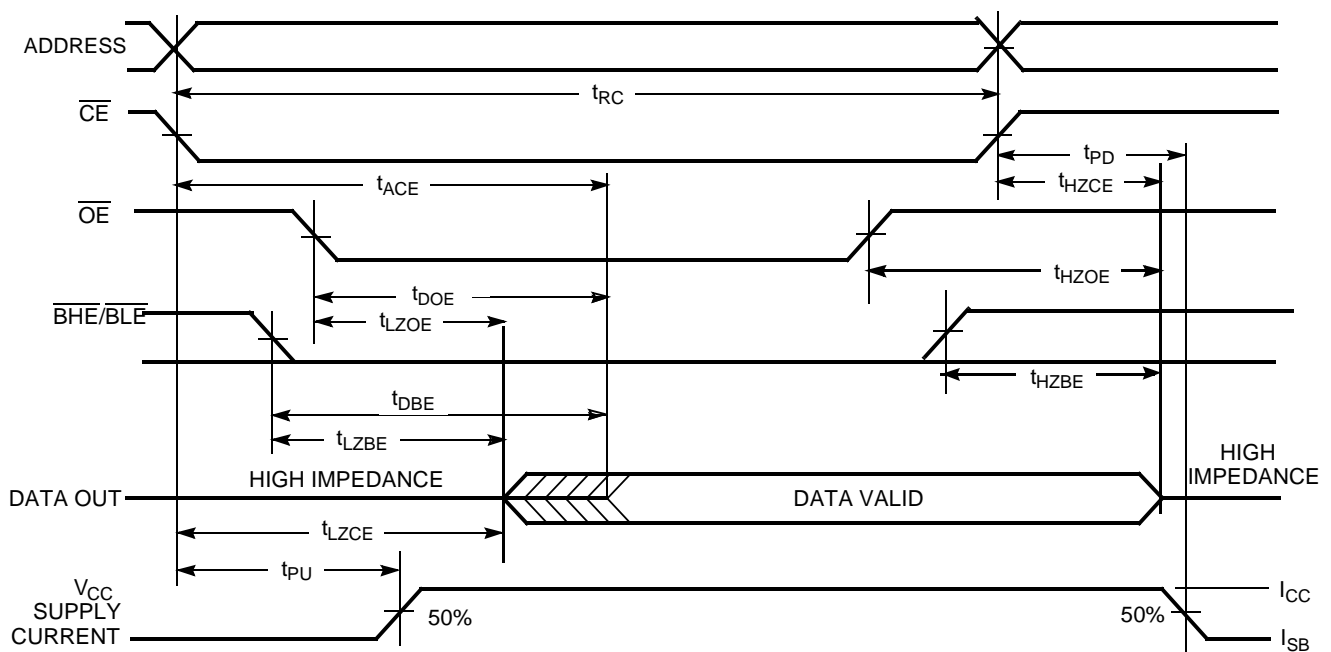 ADDRESS
tRC
CE
tPD
tACE
tHZCE
OE
tHZOE
tDOE
BHE/BLE
tLZOE
tHZBE
tDBE
tLZBE
HIGH IMPEDANCE
HIGH
IMPEDANCE
DATA OUT
DATA VALID
tLZCE
tPU
VCC
SUPPLY
CURRENT
50%
50%
ICC
ISB